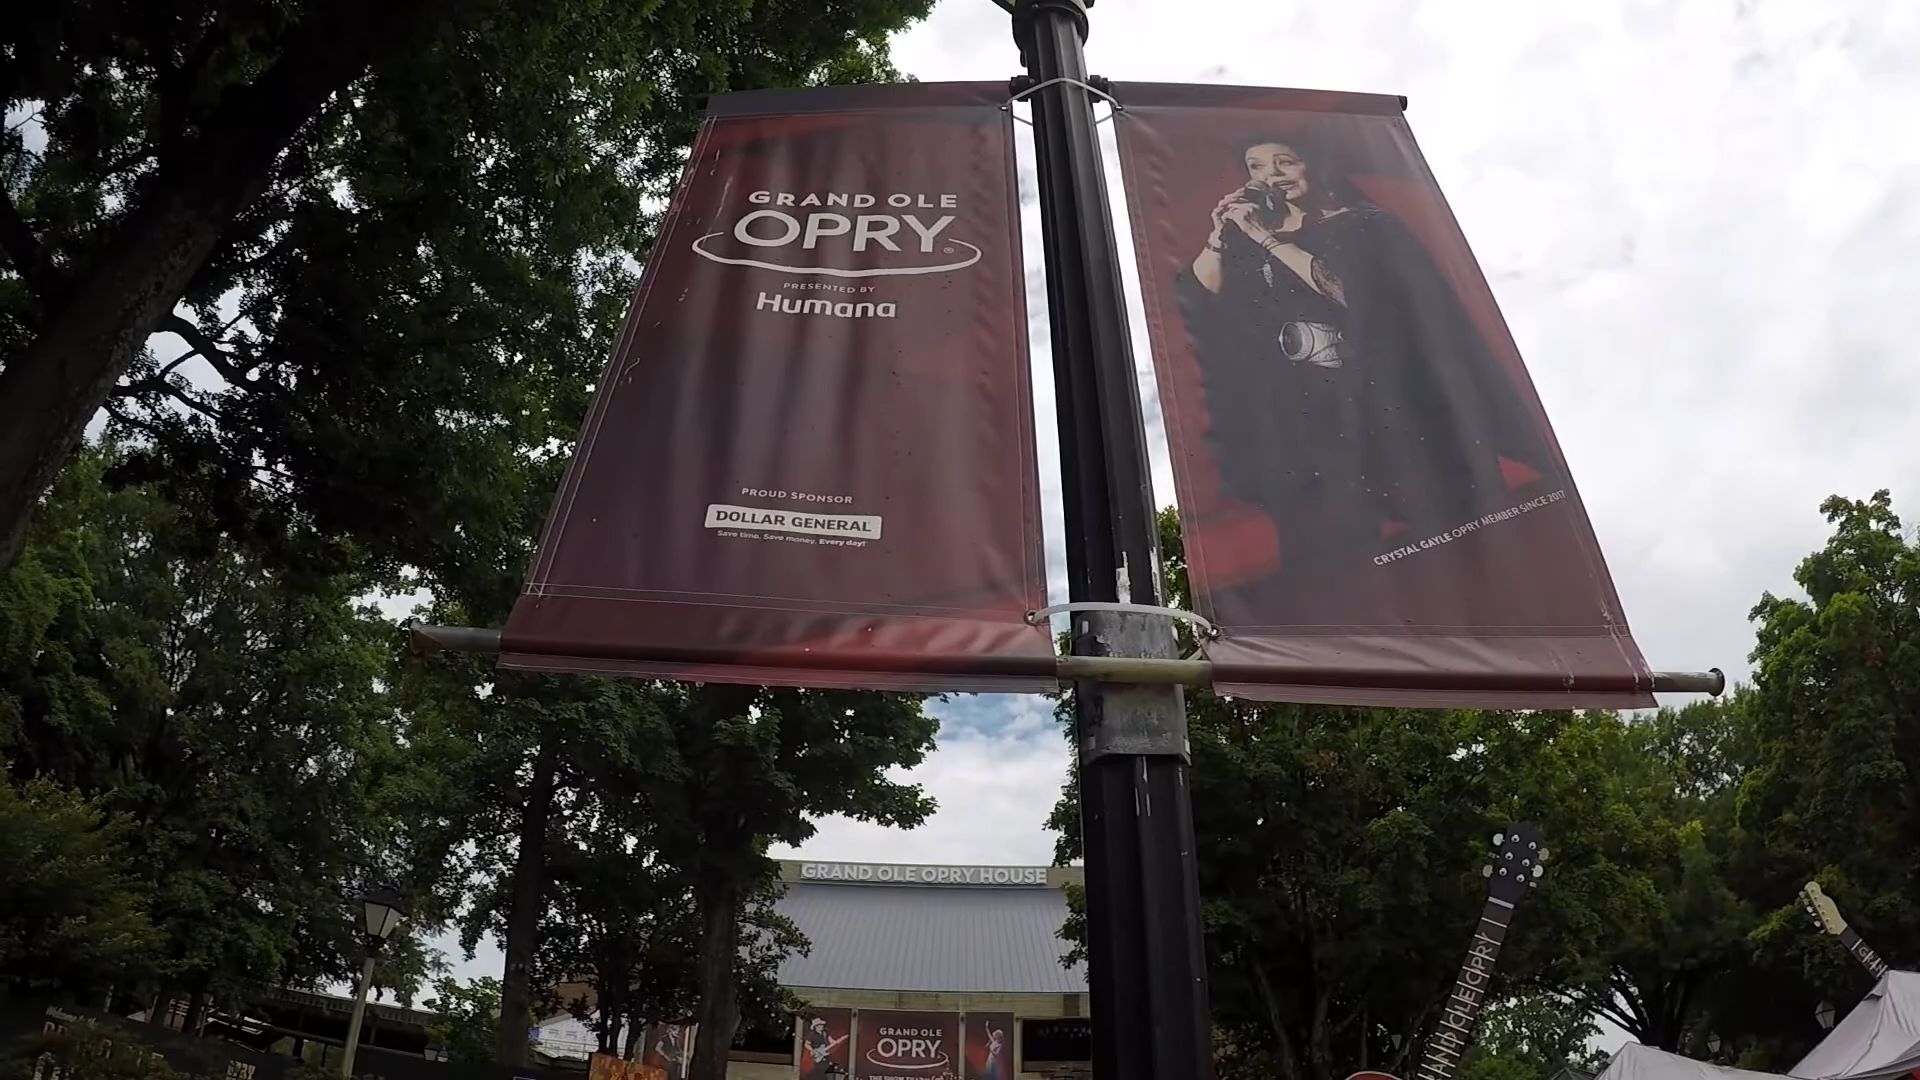 GRAND OLE
OPRY®
PRESENTED BY
Humana
PROUD SPONSOR
DOLLAR GENERAL
Save time. Save money. Every day!
CRYSTAL GAYLE OPRY MEMBER SINCE 2017
GRAND OLE OPRY HOUSE
GRAND OLE
OPRY